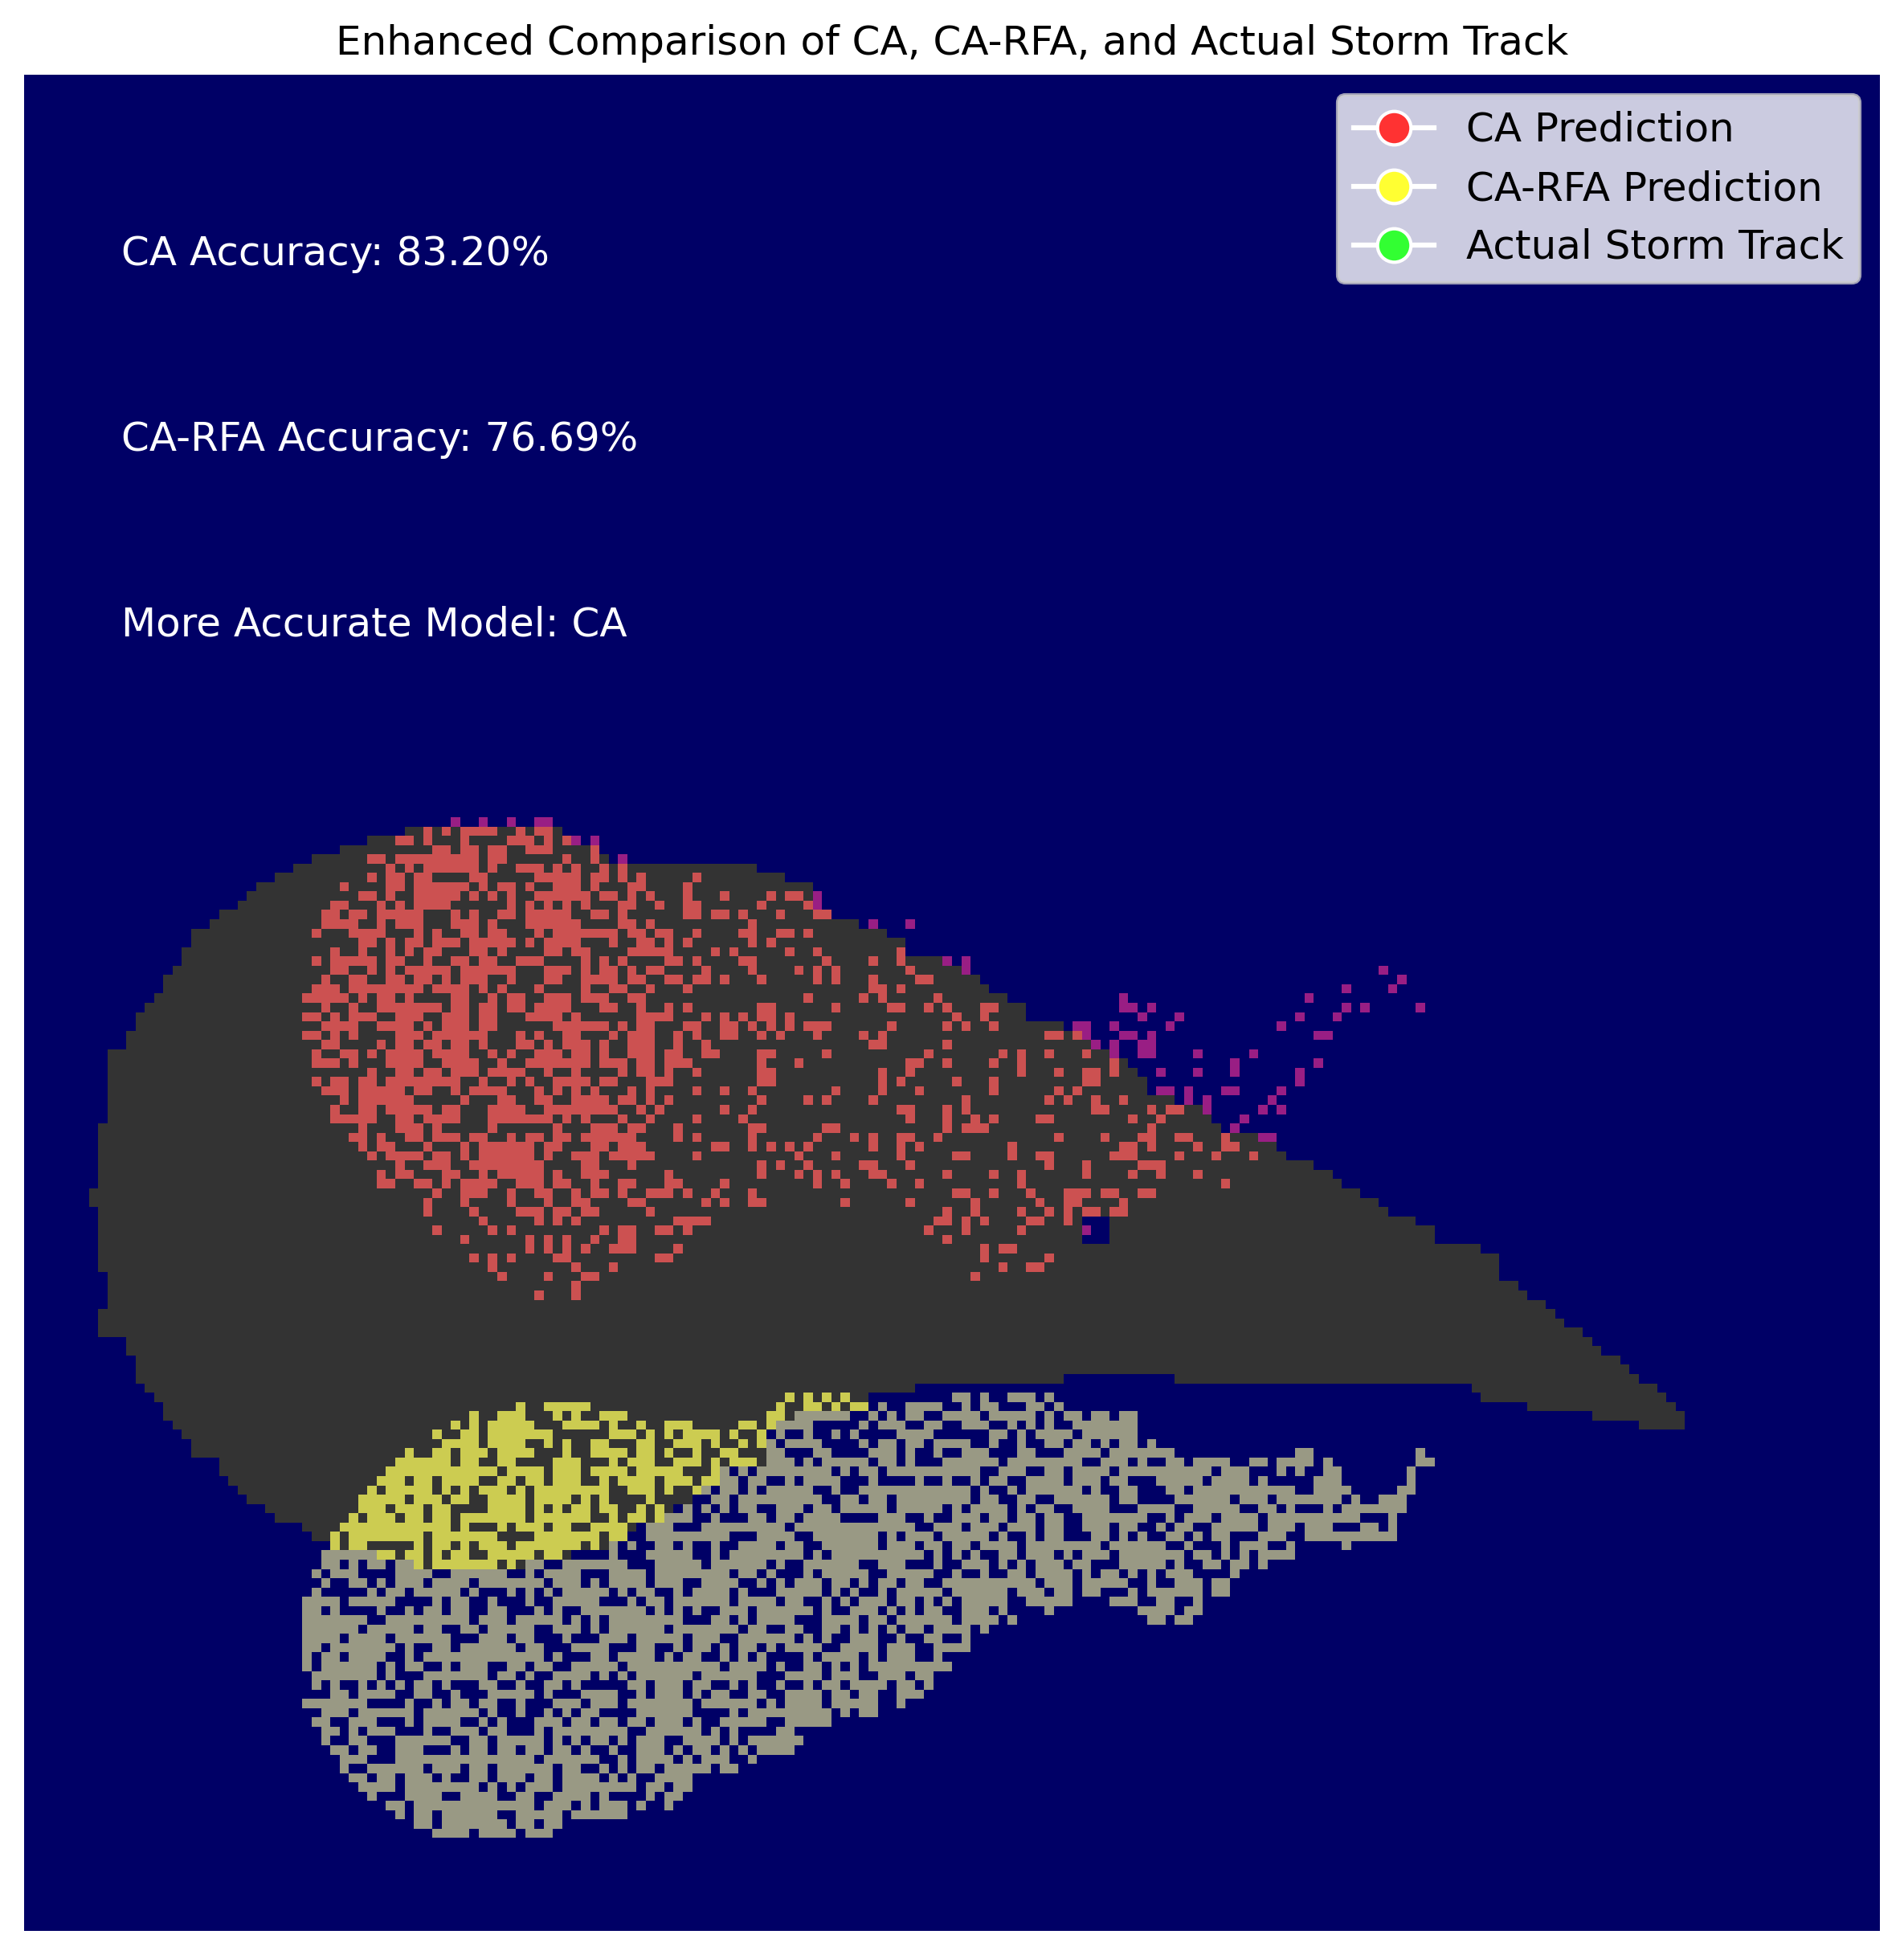 Enhanced Comparison of CA, CA-RFA, and Actual Storm Track
CA Prediction
CA-RFA Prediction
Actual Storm Track
CA Accuracy: 83.20%
CA-RFA Accuracy: 76.69%
More Accurate Model: CA